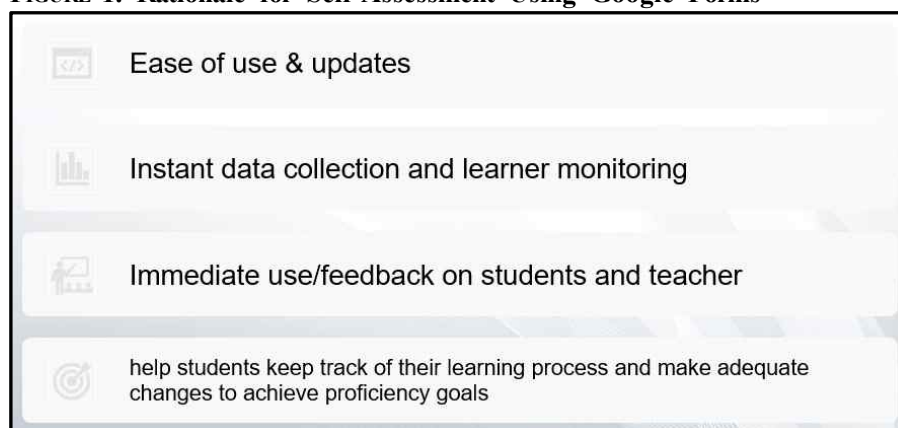 FIGURE 1. Rationale for Self-Assessment Using Google Forms
Ease of use & updates
Instant data collection and learner monitoring
Immediate use/feedback on students and teacher
help students keep track of their learning process and make adequate
changes to achieve proficiency goals